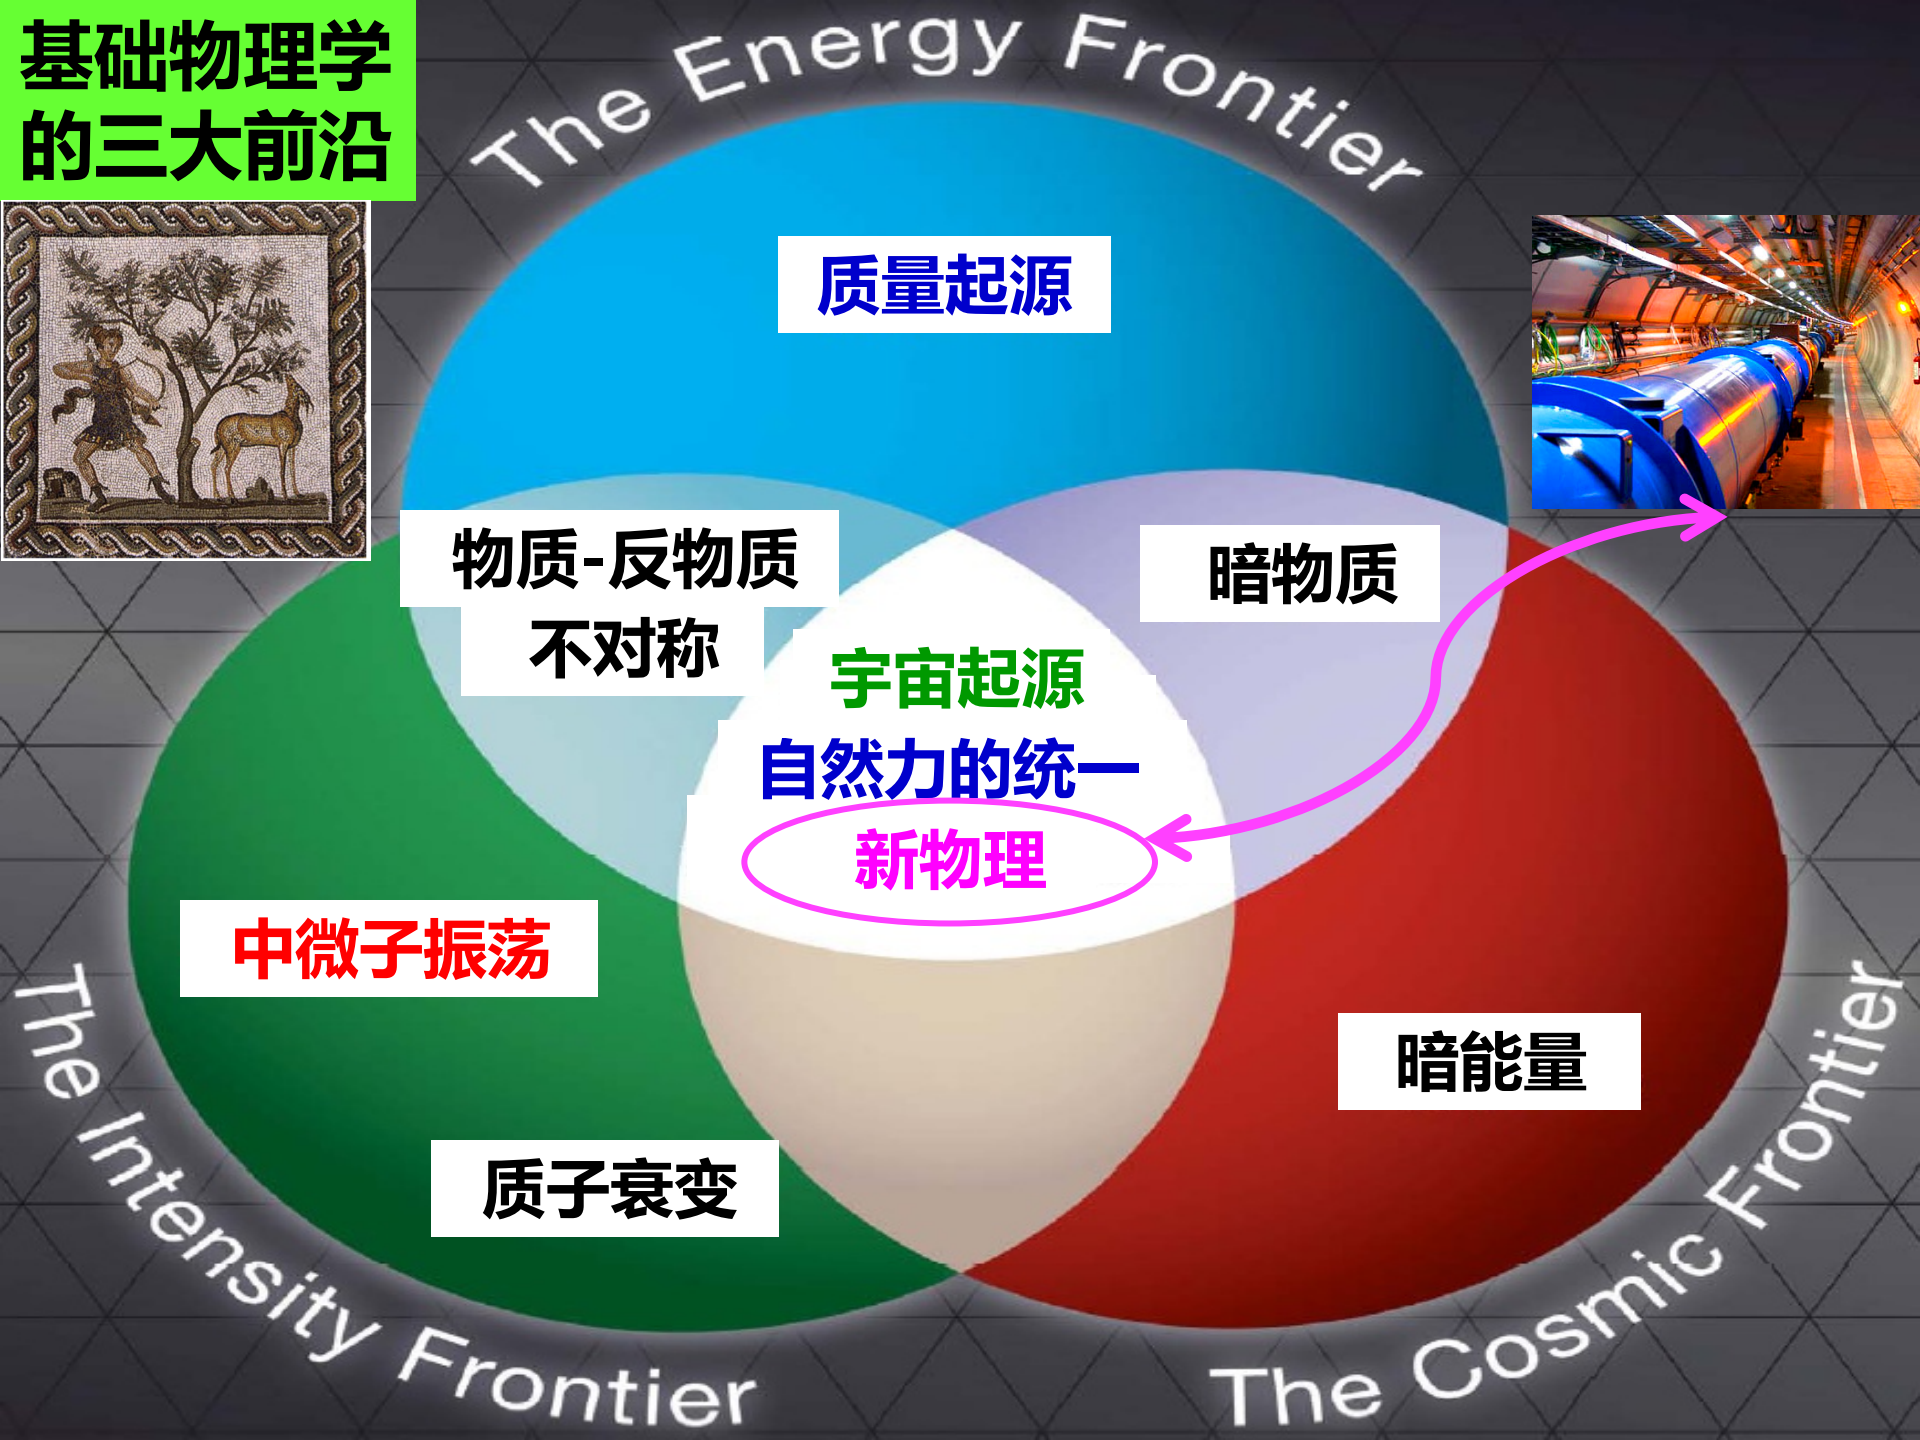 基础物理学
的三大前沿
The Energy Frontier
质量起源
物质-反物质
不对称
暗物质
宇宙起源
自然力的统一
新物理
中微子振荡
暗能量
质子衰变
The Intensity Frontier
The Cosmic Frontier